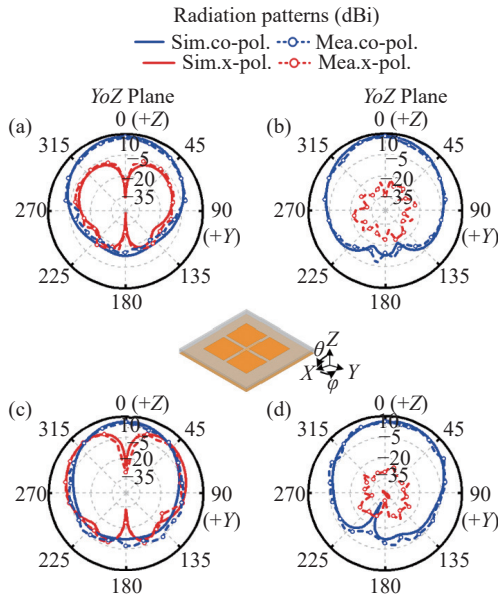 Radiation patterns (dBi)
Sim.co-pol. Mea.co-pol.
Sim.x-pol. Mea.x-pol.
YoZ Plane YoZ Plane
(a) 0 (+Z) (b) 0 (+Z)
315 10 45 315 10 45
−5 −5
−20 −20
−35 −35
270 90 270 90
(+Y) (+Y)
225 135 225 135
180 180
Z
θ
X Y
φ
(c) 0 (+Z) (d) 0 (+Z)
315 10 45 315 10 45
−5 −5
−20 −20
−35 −35
270 90 270 90
(+Y) (+Y)
225 135 225 135
180 180